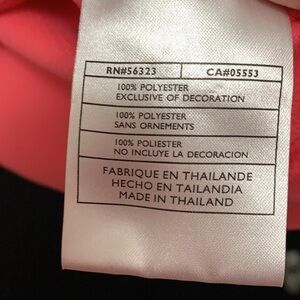 RN#56323 CA#05553
100% POLYESTER
EXCLUSIVE OF DECORATION
100% POLYESTER
SANS ORNEMENTS
100% POLIESTER
NO INCLUYE LA DECORACION
FABRIQUE EN THAILANDE
HECHO EN TAILANDIA
MADE IN THAILAND